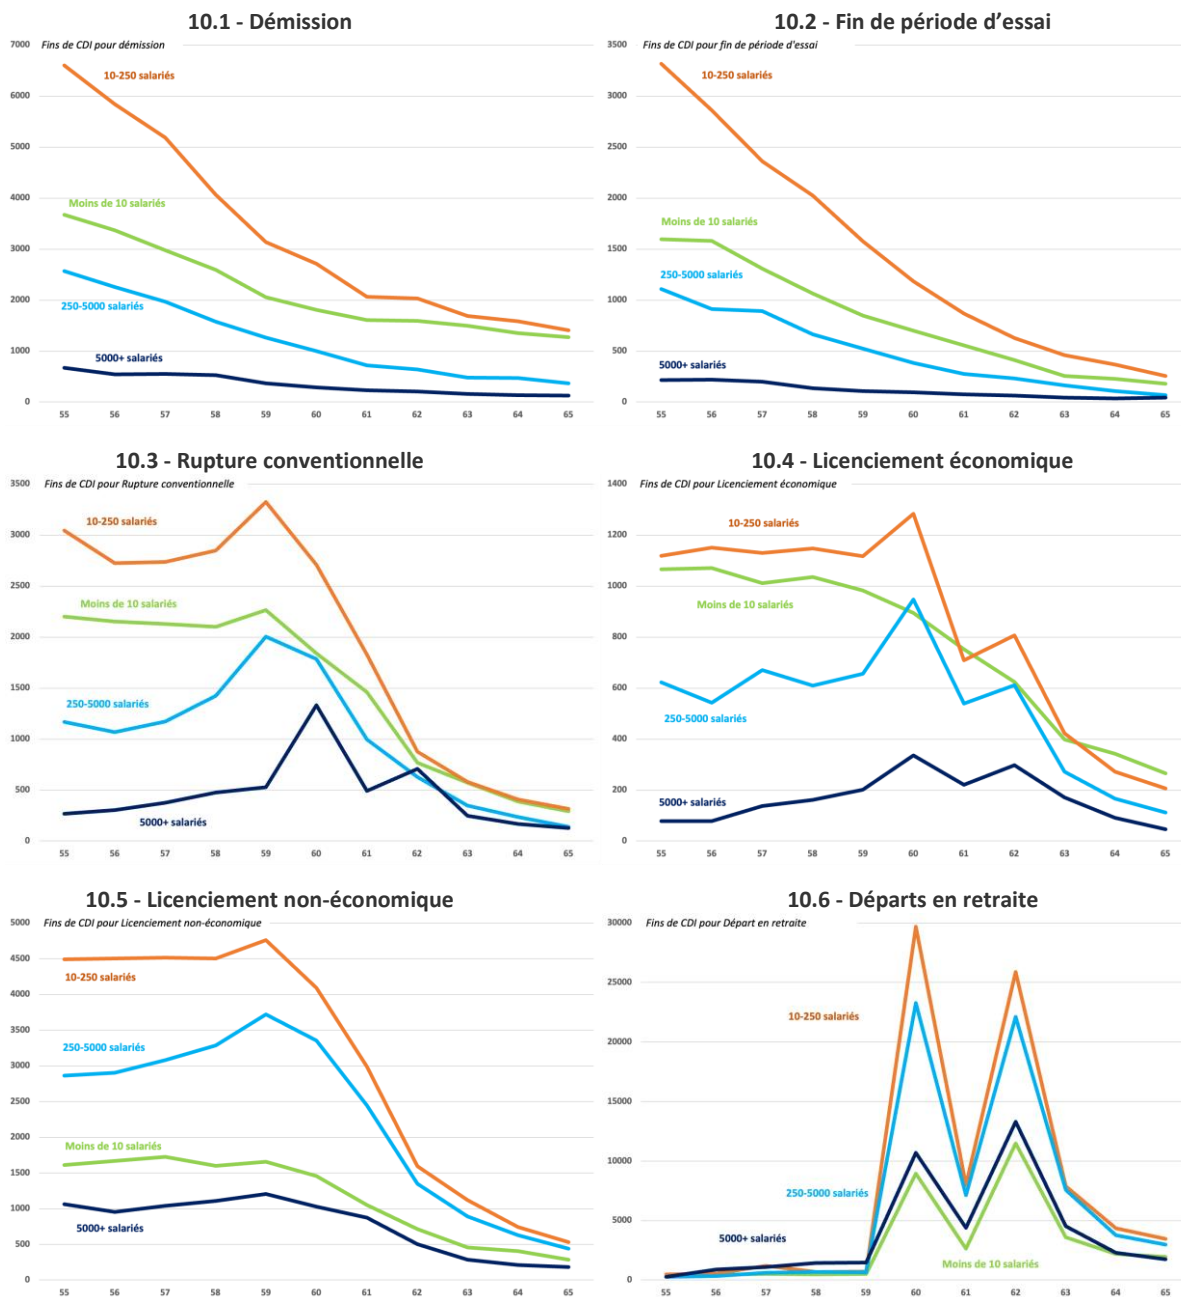 10.1 - Démission
Fins de CDI pour démission
7000
6000
5000
4000
3000
2000
1000
0
10-250 salariés
Moins de 10 salariés
250-5000 salariés
5000+ salariés
55 56 57 58 59 60 61 62 63 64 65
10.2 - Fin de période d’essai
Fins de CDI pour fin de période d'essai
3500
3000
2500
2000
1500
1000
500
0
10-250 salariés
Moins de 10 salariés
250-5000 salariés
5000+ salariés
55 56 57 58 59 60 61 62 63 64 65
10.3 - Rupture conventionnelle
Fins de CDI pour Rupture conventionnelle
3500
3000
2500
2000
1500
1000
500
0
10-250 salariés
Moins de 10 salariés
250-5000 salariés
5000+ salariés
55 56 57 58 59 60 61 62 63 64 65
10.4 - Licenciement économique
Fins de CDI pour Licenciement économique
1400
1200
1000
800
600
400
200
0
10-250 salariés
Moins de 10 salariés
250-5000 salariés
5000+ salariés
55 56 57 58 59 60 61 62 63 64 65
10.5 - Licenciement non-économique
Fins de CDI pour Licenciement non-économique
5000
4500
4000
3500
3000
2500
2000
1500
1000
500
0
10-250 salariés
250-5000 salariés
Moins de 10 salariés
5000+ salariés
55 56 57 58 59 60 61 62 63 64 65
10.6 - Départs en retraite
Fins de CDI pour Départ en retraite
30000
25000
20000
15000
10000
5000
0
10-250 salariés
250-5000 salariés
5000+ salariés
Moins de 10 salariés
55 56 57 58 59 60 61 62 63 64 65